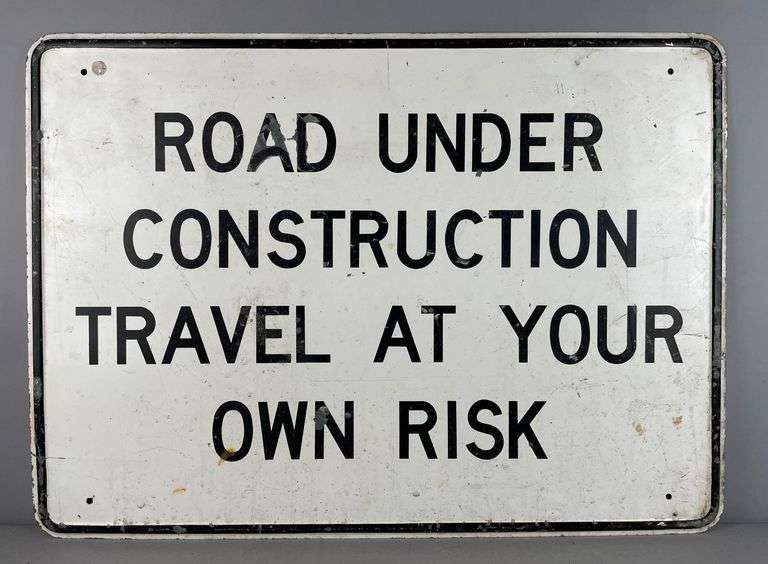 ROAD UNDER
CONSTRUCTION
TRAVEL AT YOUR
OWN RISK